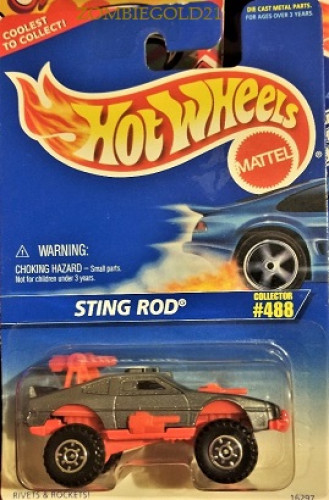 ZOMBIEGOLD21
COOLEST
TO COLLECT!
DIE CAST METAL PARTS.
FOR AGES OVER 3 YEARS.
Hot Wheels
MATTEL
WARNING:
CHOKING HAZARD – Small parts.
Not for children under 3 years.
STING ROD®
COLLECTOR
#488
RIVETS & ROCKETS!
16297